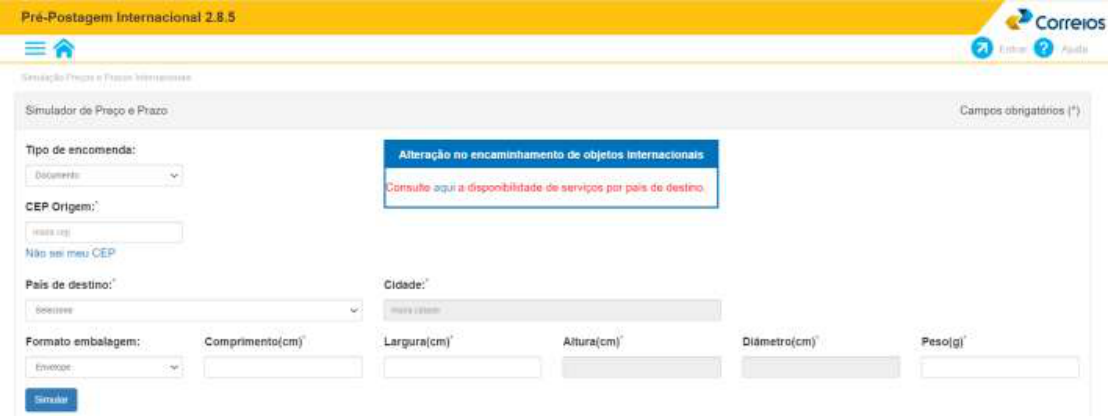 Pré-Postagem Internacional 2.8.5
Correios
Entrar ? Ajuda
Simulação Preços e Prazos Internacionais
Simulador de Preço e Prazo
Campos obrigatórios (*)
Tipo de encomenda:
Documento
Alteração no encaminhamento de objetos internacionais
Consulte aqui a disponibilidade de serviços por país de destino.
CEP Origem:*
insira cep
Não sei meu CEP
País de destino:* Cidade:*
Selecione insira cidade
Formato embalagem: Comprimento(cm)* Largura(cm)* Altura(cm)* Diâmetro(cm)* Peso(g)*
Envelope
Simular